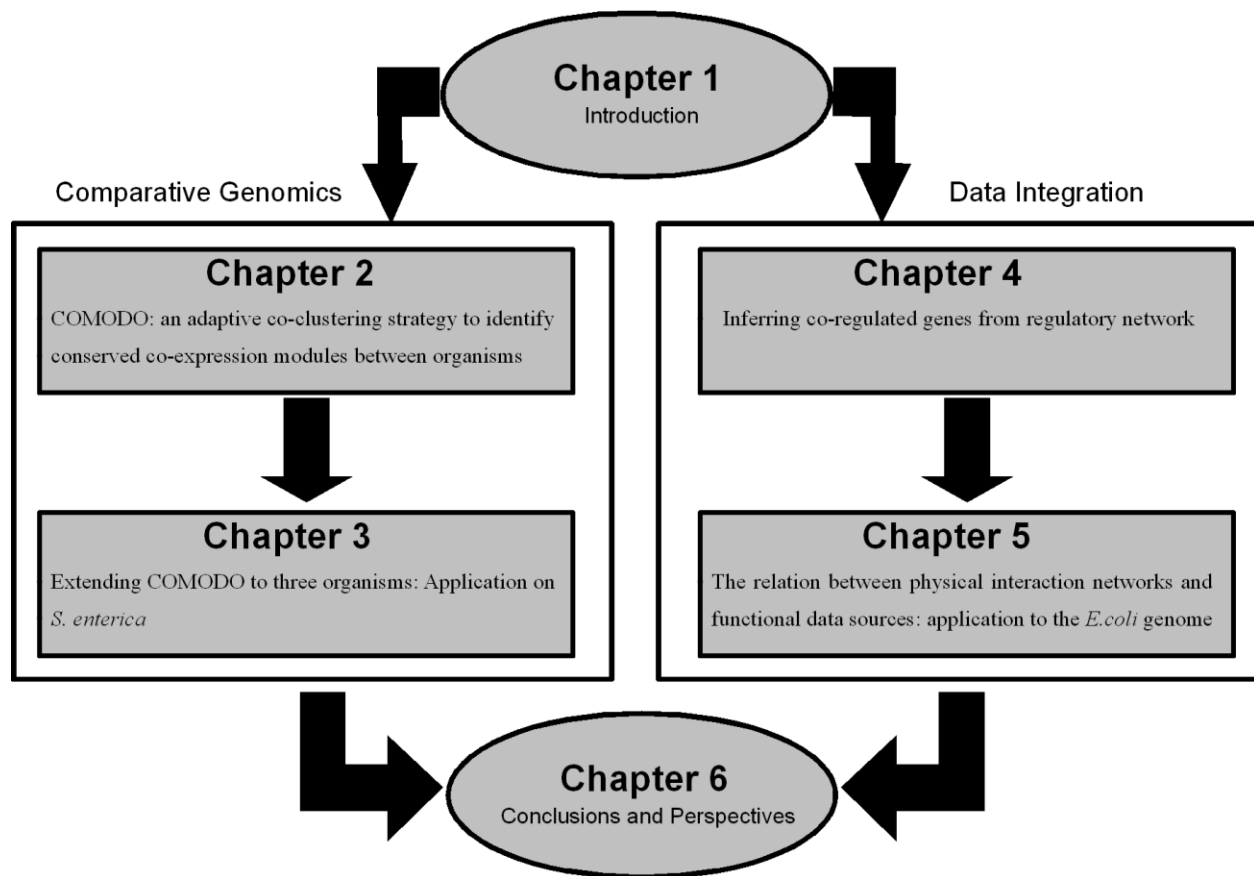 Chapter 1
Introduction
Comparative Genomics
Data Integration
Chapter 2
COMODO: an adaptive co-clustering strategy to identify
conserved co-expression modules between organisms
Chapter 3
Extending COMODO to three organisms: Application on
S. enterica
Chapter 4
Inferring co-regulated genes from regulatory network
Chapter 5
The relation between physical interaction networks and
functional data sources: application to the E.coli genome
Chapter 6
Conclusions and Perspectives